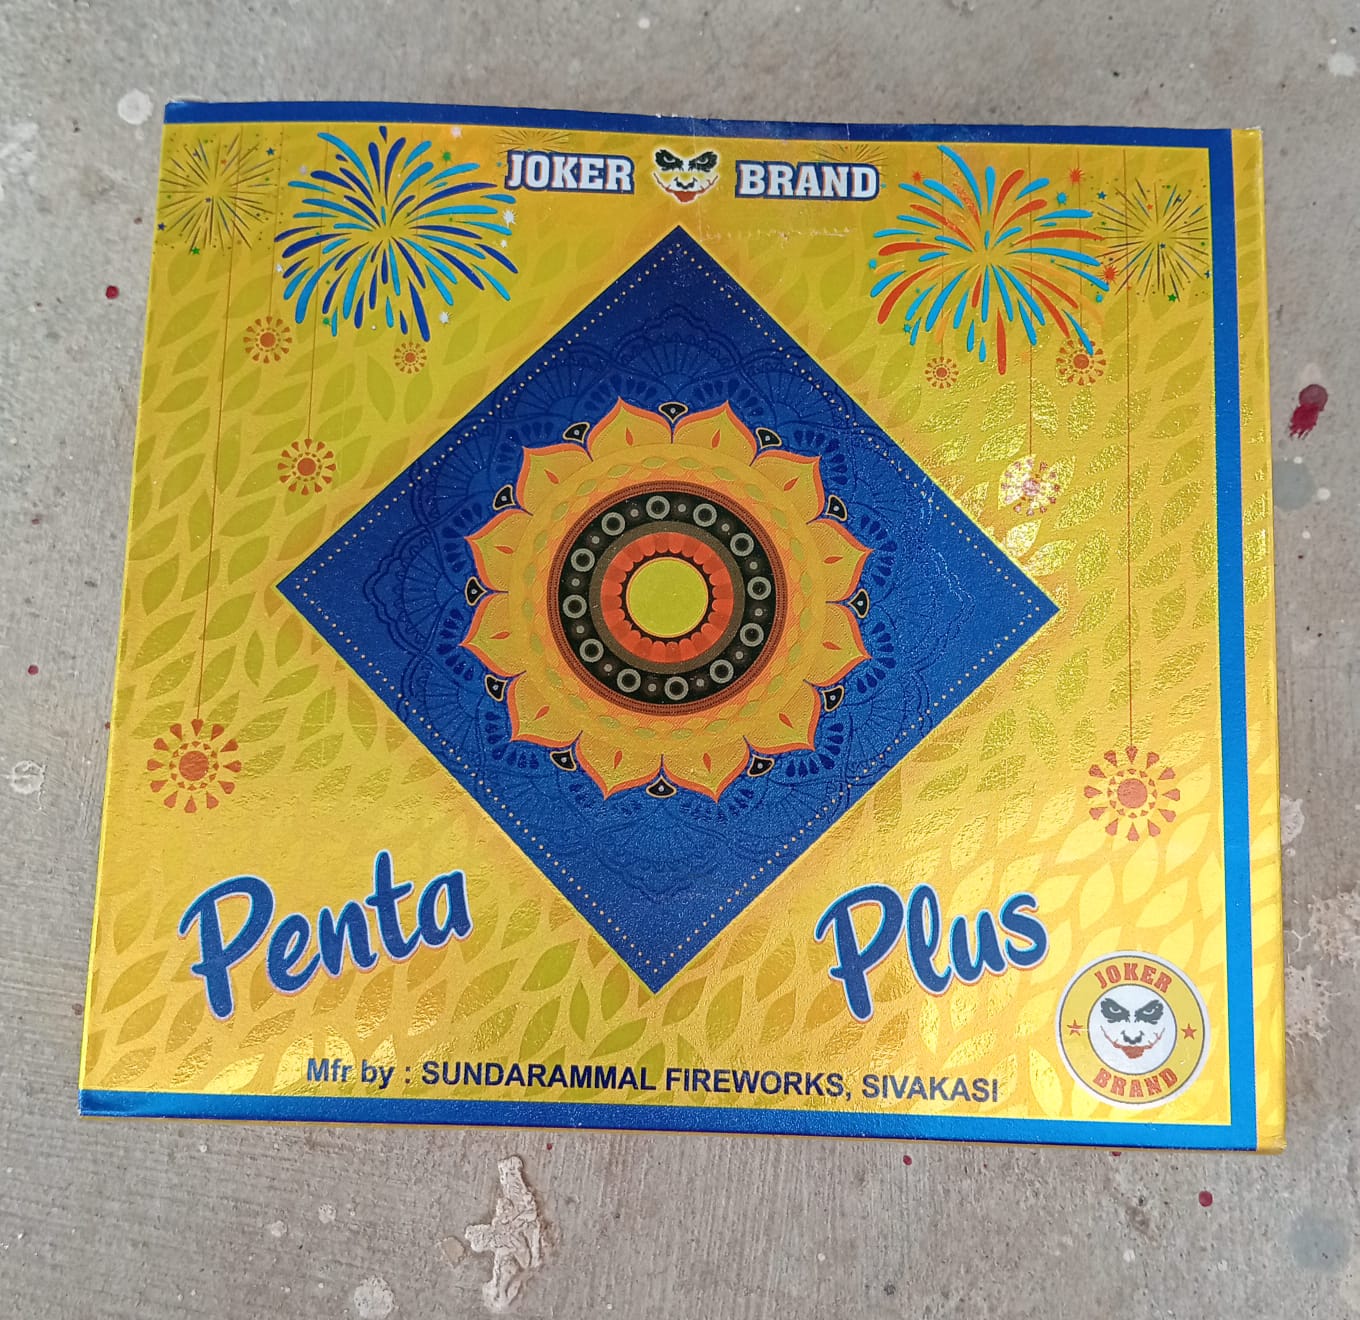 JOKER BRAND
Penta Plus
JOKER
BRAND
Mfr by : SUNDARAMMAL FIREWORKS, SIVAKASI